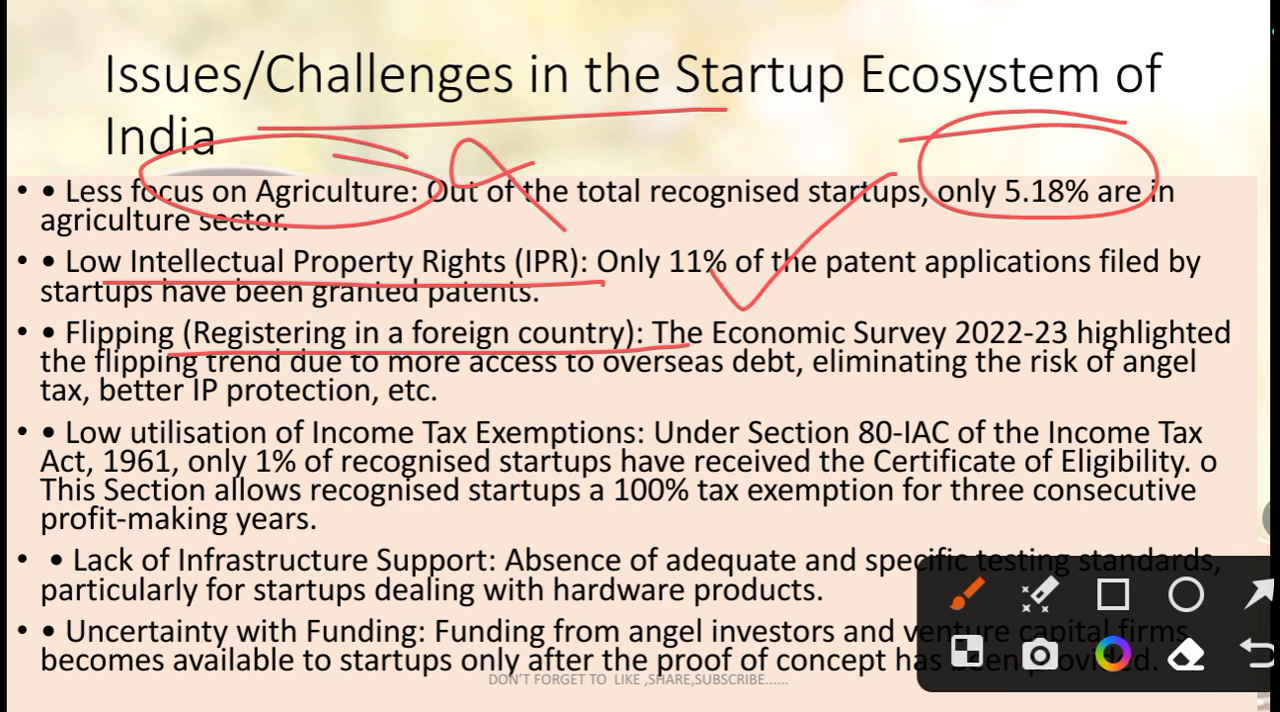 Issues/Challenges in the Startup Ecosystem of
India
• • Less focus on Agriculture: Out of the total recognised startups, only 5.18% are in
agriculture sector.
• • Low Intellectual Property Rights (IPR): Only 11% of the patent applications filed by
startups have been granted patents.
• • Flipping (Registering in a foreign country): The Economic Survey 2022-23 highlighted
the flipping trend due to more access to overseas debt, eliminating the risk of angel
tax, better IP protection, etc.
• • Low utilisation of Income Tax Exemptions: Under Section 80-IAC of the Income Tax
Act, 1961, only 1% of recognised startups have received the Certificate of Eligibility. o
This Section allows recognised startups a 100% tax exemption for three consecutive
profit-making years.
• • Lack of Infrastructure Support: Absence of adequate and specific testing standards,
particularly for startups dealing with hardware products.
• • Uncertainty with Funding: Funding from angel investors and venture capital firms
becomes available to startups only after the proof of concept has been provided.
DON'T FORGET TO LIKE ,SHARE,SUBSCRIBE......